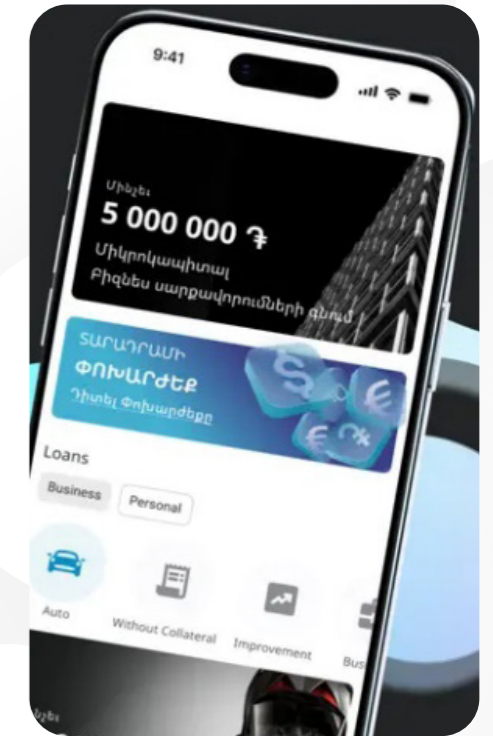 9:41
Մինչեւ
5 000 000 ֏
Միկրոկապիտալ
Բիզնես սարքավորումների գնում
ՏԱՐԱԴՐԱՄԻ
ՓՈԽԱՐԺԵՔ
Դիտել Փոխարժեքը
Loans
Business
Personal
Auto
Without Collateral
Improvement
Bus